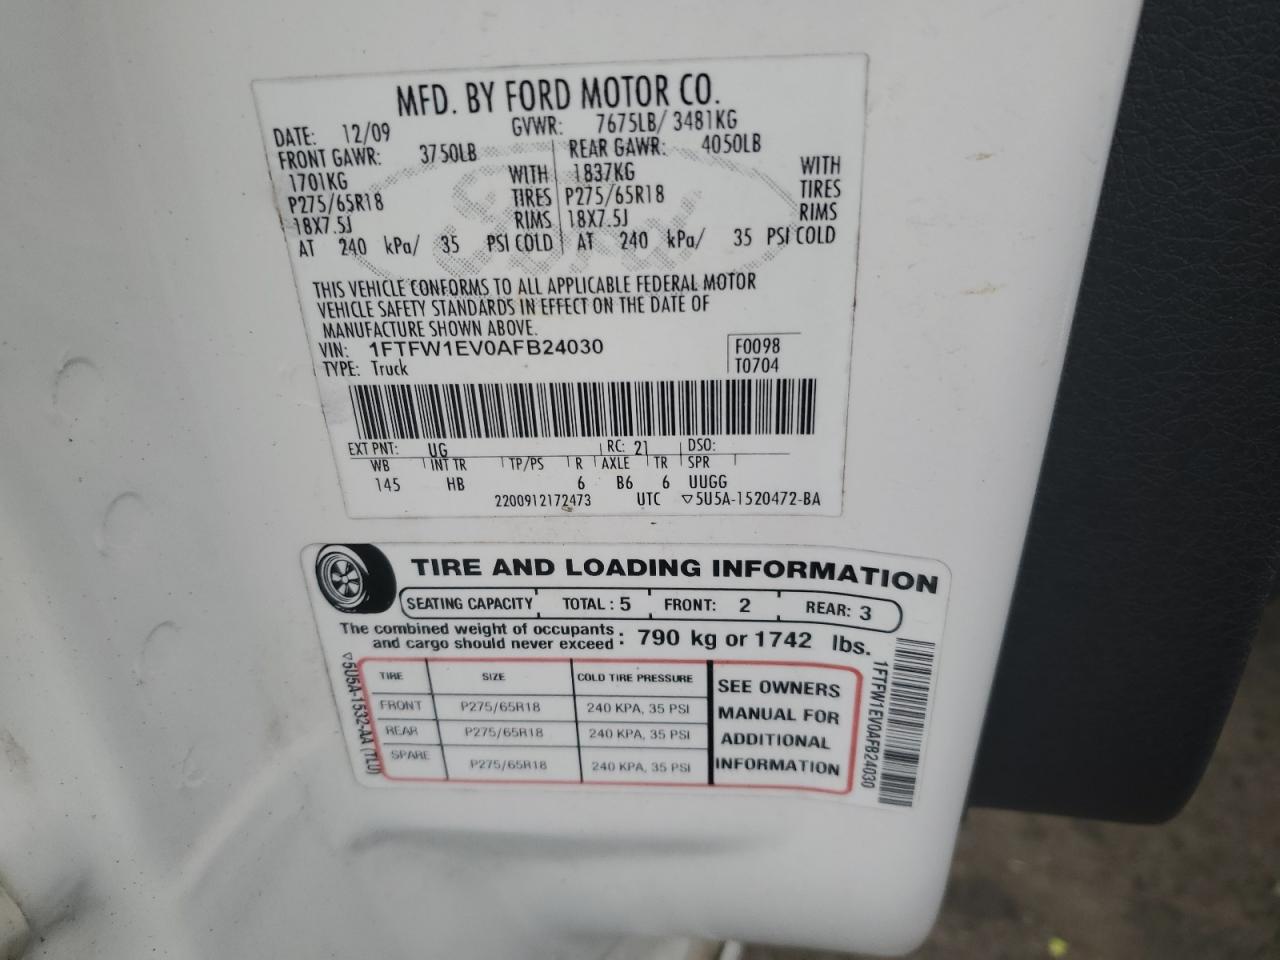 MFD. BY FORD MOTOR CO.
DATE: 12/09 GVWR: 7675LB/ 3481KG
FRONT GAWR: 3750LB REAR GAWR: 4050LB
1701KG WITH 1837KG WITH
P275/65R18 TIRES P275/65R18 TIRES
18X7.5J RIMS 18X7.5J RIMS
AT 240 kPa/ 35 PSI COLD AT 240 kPa/ 35 PSI COLD
Ford
THIS VEHICLE CONFORMS TO ALL APPLICABLE FEDERAL MOTOR
VEHICLE SAFETY STANDARDS IN EFFECT ON THE DATE OF
MANUFACTURE SHOWN ABOVE.
VIN: 1FTFW1EV0AFB24030 F0098
TYPE: Truck T0704
EXT PNT: UG RC: 21 DSO:
WB INT TR TP/PS R AXLE TR SPR
145 HB 6 B6 6 UUGG
2200912172473 UTC ▽5U5A-1520472-BA
TIRE AND LOADING INFORMATION
SEATING CAPACITY TOTAL : 5 FRONT: 2 REAR: 3
The combined weight of occupants
and cargo should never exceed : 790 kg or 1742 lbs.
TIRE SIZE COLD TIRE PRESSURE
FRONT P275/65R18 240 KPA, 35 PSI
REAR P275/65R18 240 KPA, 35 PSI
SPARE P275/65R18 240 KPA, 35 PSI
SEE OWNERS
MANUAL FOR
ADDITIONAL
INFORMATION
▽5U5A-1532-AA (TLU)
1FTFW1EV0AFB24030